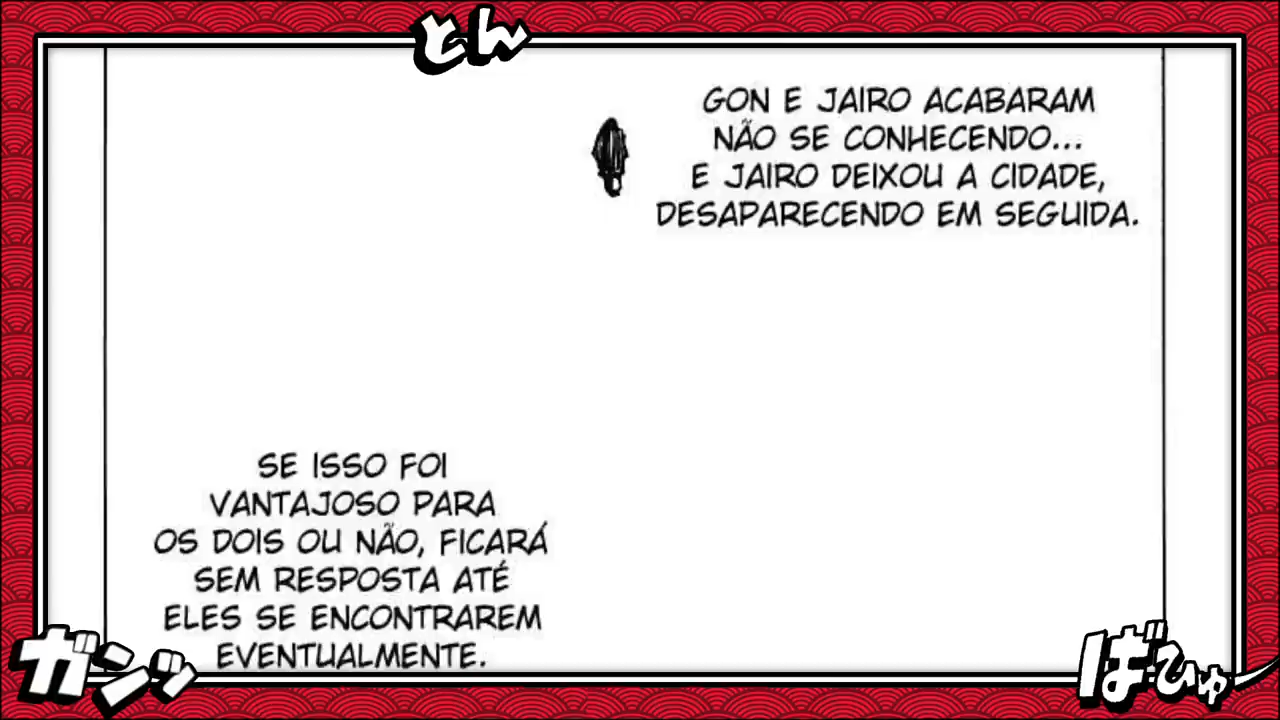 とん
GON E JAIRO ACABARAM
NÃO SE CONHECENDO...
E JAIRO DEIXOU A CIDADE,
DESAPARECENDO EM SEGUIDA.
SE ISSO FOI
VANTAJOSO PARA
OS DOIS OU NÃO, FICARÁ
SEM RESPOSTA ATÉ
ELES SE ENCONTRAREM
EVENTUALMENTE.
ガンッ
ばひゅー